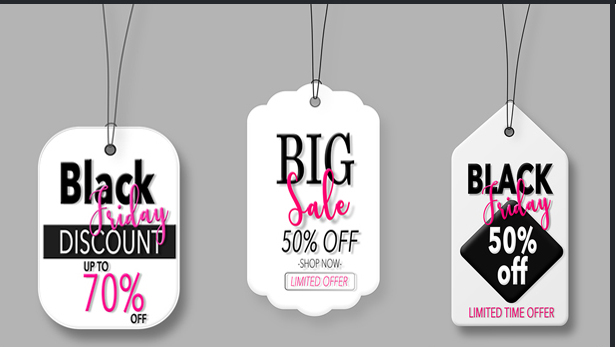 Black
Friday
DISCOUNT
UP TO
70%
OFF
BIG
Sale
50% OFF
-SHOP NOW-
LIMITED OFFER
BLACK
Friday
50%
off
LIMITED TIME OFFER